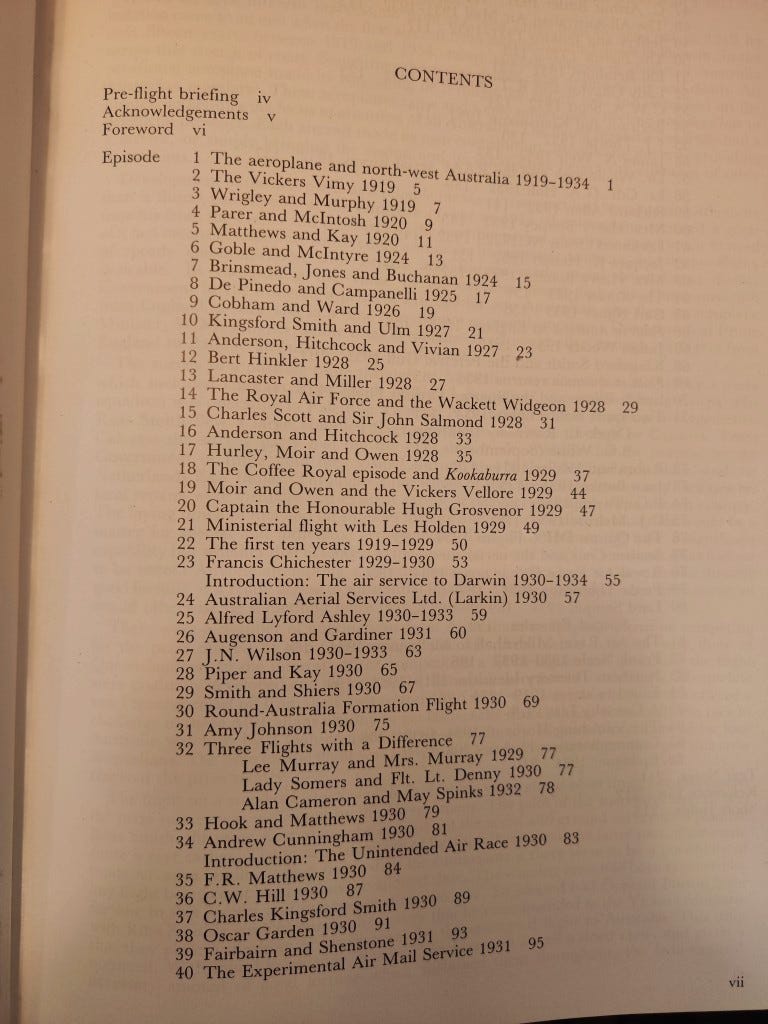 CONTENTS
Pre-flight briefing iv
Acknowledgements v
Foreword vi
Episode 1 The aeroplane and north-west Australia 1919–1934 1
2 The Vickers Vimy 1919 5
3 Wrigley and Murphy 1919 7
4 Parer and McIntosh 1920 9
5 Matthews and Kay 1920 11
6 Goble and McIntyre 1924 13
7 Brinsmead, Jones and Buchanan 1924 15
8 De Pinedo and Campanelli 1925 17
9 Cobham and Ward 1926 19
10 Kingsford Smith and Ulm 1927 21
11 Anderson, Hitchcock and Vivian 1927 23
12 Bert Hinkler 1928 25
13 Lancaster and Miller 1928 27
14 The Royal Air Force and the Wackett Widgeon 1928 29
15 Charles Scott and Sir John Salmond 1928 31
16 Anderson and Hitchcock 1928 33
17 Hurley, Moir and Owen 1928 35
18 The Coffee Royal episode and Kookaburra 1929 37
19 Moir and Owen and the Vickers Vellore 1929 44
20 Captain the Honourable Hugh Grosvenor 1929 47
21 Ministerial flight with Les Holden 1929 49
22 The first ten years 1919–1929 50
23 Francis Chichester 1929–1930 53
Introduction: The air service to Darwin 1930–1934 55
24 Australian Aerial Services Ltd. (Larkin) 1930 57
25 Alfred Lyford Ashley 1930–1933 59
26 Augenson and Gardiner 1931 60
27 J.N. Wilson 1930–1933 63
28 Piper and Kay 1930 65
29 Smith and Shiers 1930 67
30 Round-Australia Formation Flight 1930 69
31 Amy Johnson 1930 75
32 Three Flights with a Difference 77
Lee Murray and Mrs. Murray 1929 77
Lady Somers and Flt. Lt. Denny 1930 77
Alan Cameron and May Spinks 1932 78
33 Hook and Matthews 1930 79
34 Andrew Cunningham 1930 81
Introduction: The Unintended Air Race 1930 83
35 F.R. Matthews 1930 84
36 C.W. Hill 1930 87
37 Charles Kingsford Smith 1930 89
38 Oscar Garden 1930 91
39 Fairbairn and Shenstone 1931 93
40 The Experimental Air Mail Service 1931 95
vii